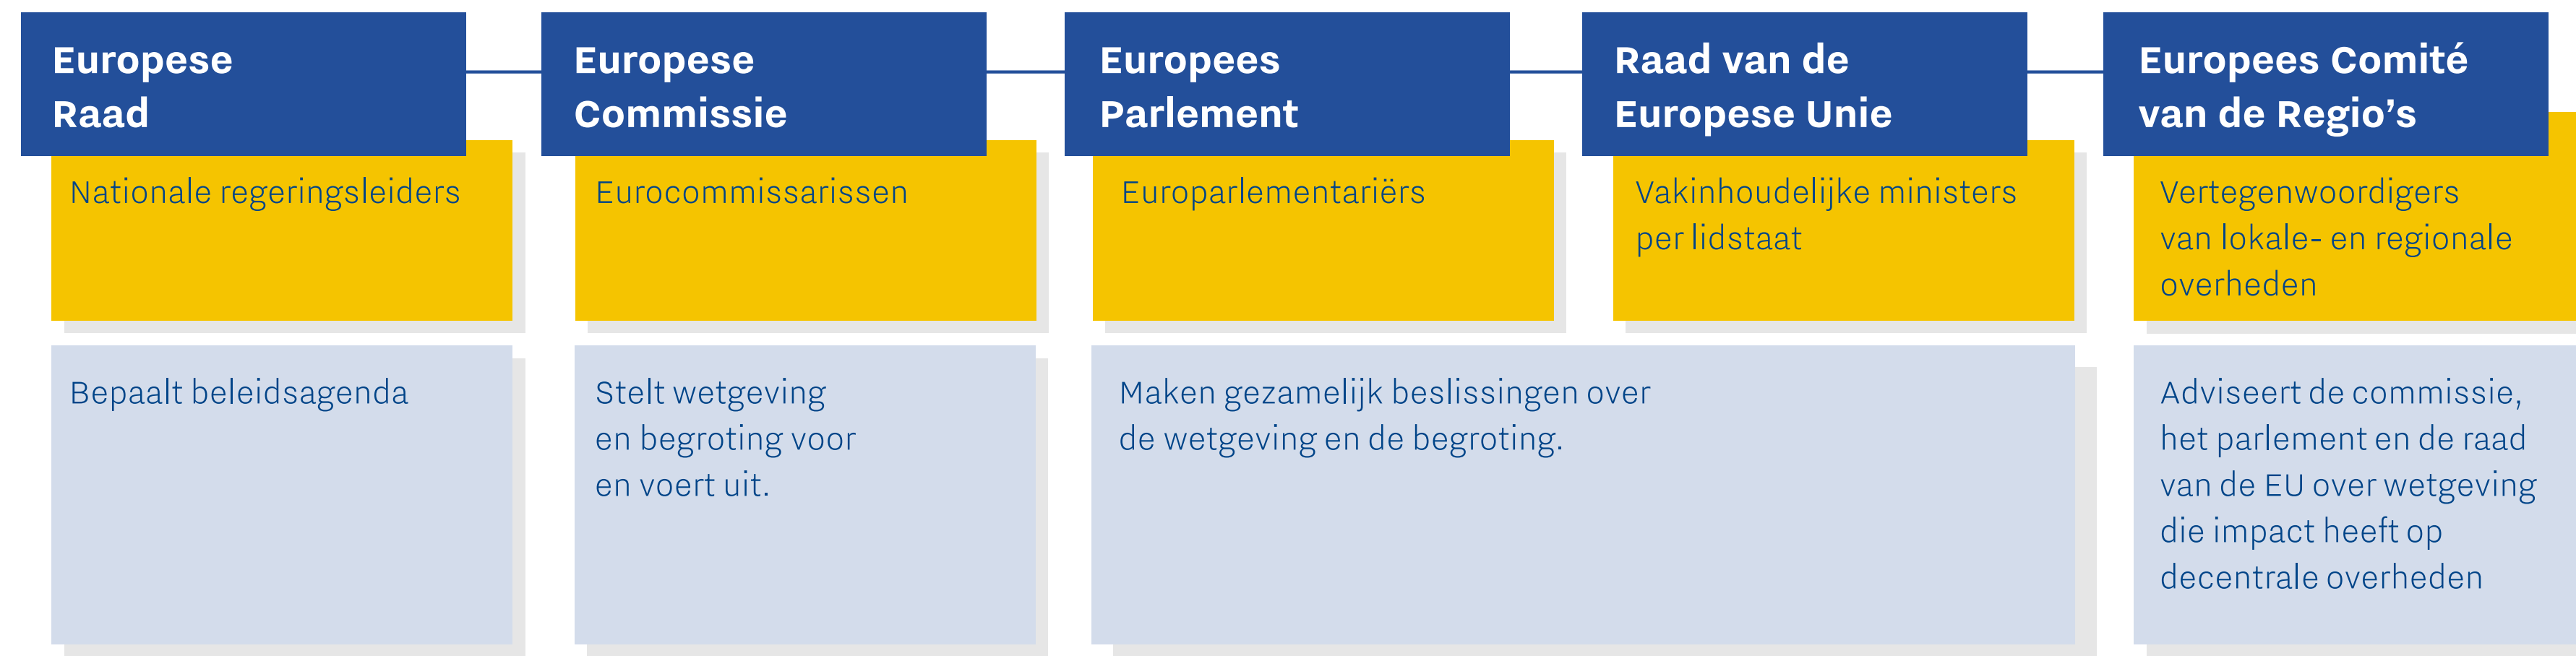 Europese
Raad
Europese
Commissie
Europees
Parlement
Raad van de
Europese Unie
Europees Comité
van de Regio’s
Nationale regeringsleiders
Eurocommissarissen
Europarlementariërs
Vakinhoudelijke ministers
per lidstaat
Vertegenwoordigers
van lokale- en regionale
overheden
Bepaalt beleidsagenda
Stelt wetgeving
en begroting voor
en voert uit.
Maken gezamelijk beslissingen over
de wetgeving en de begroting.
Adviseert de commissie,
het parlement en de raad
van de EU over wetgeving
die impact heeft op
decentrale overheden